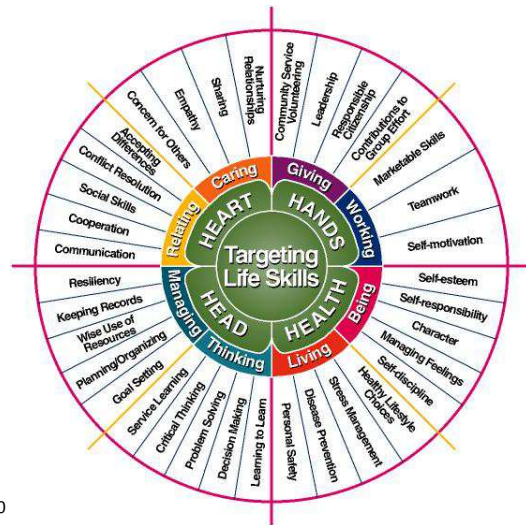 Targeting
Life Skills
HEART
HANDS
HEALTH
HEAD
Caring
Giving
Working
Being
Living
Thinking
Managing
Relating
Nurturing
Relationships
Sharing
Empathy
Concern for Others
Accepting
Differences
Conflict Resolution
Social Skills
Cooperation
Communication
Community Service
Volunteering
Leadership
Responsible
Citizenship
Contributions to
Group Effort
Marketable Skills
Teamwork
Self-motivation
Self-esteem
Self-responsibility
Character
Managing Feelings
Self-discipline
Healthy Lifestyle
Choices
Stress Management
Disease Prevention
Personal Safety
Learning to Learn
Decision Making
Problem Solving
Critical Thinking
Service Learning
Goal Setting
Planning/Organizing
Wise Use of
Resources
Keeping Records
Resiliency
0